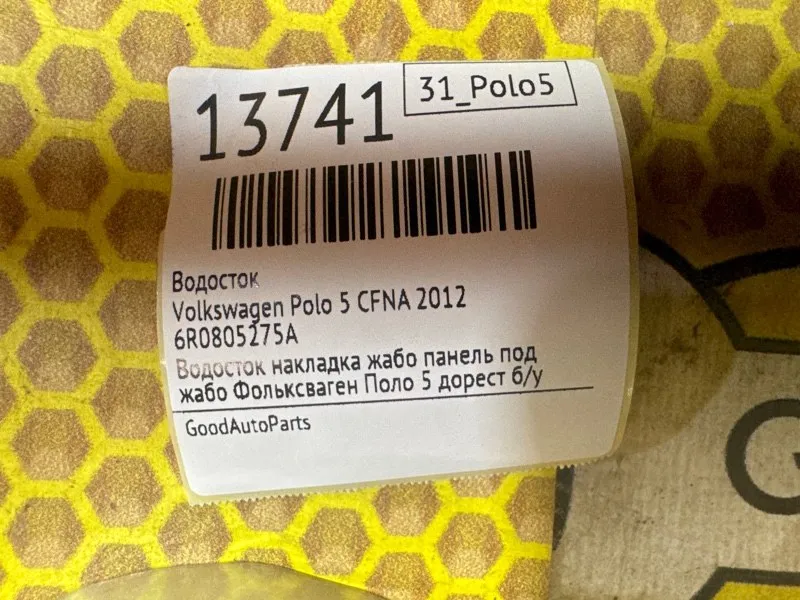 13741
31_Polo5
Водосток
Volkswagen Polo 5 CFNA 2012
6R0805275A
Водосток накладка жабо панель под
жабо Фольксваген Поло 5 дорест б/у
GoodAutoParts